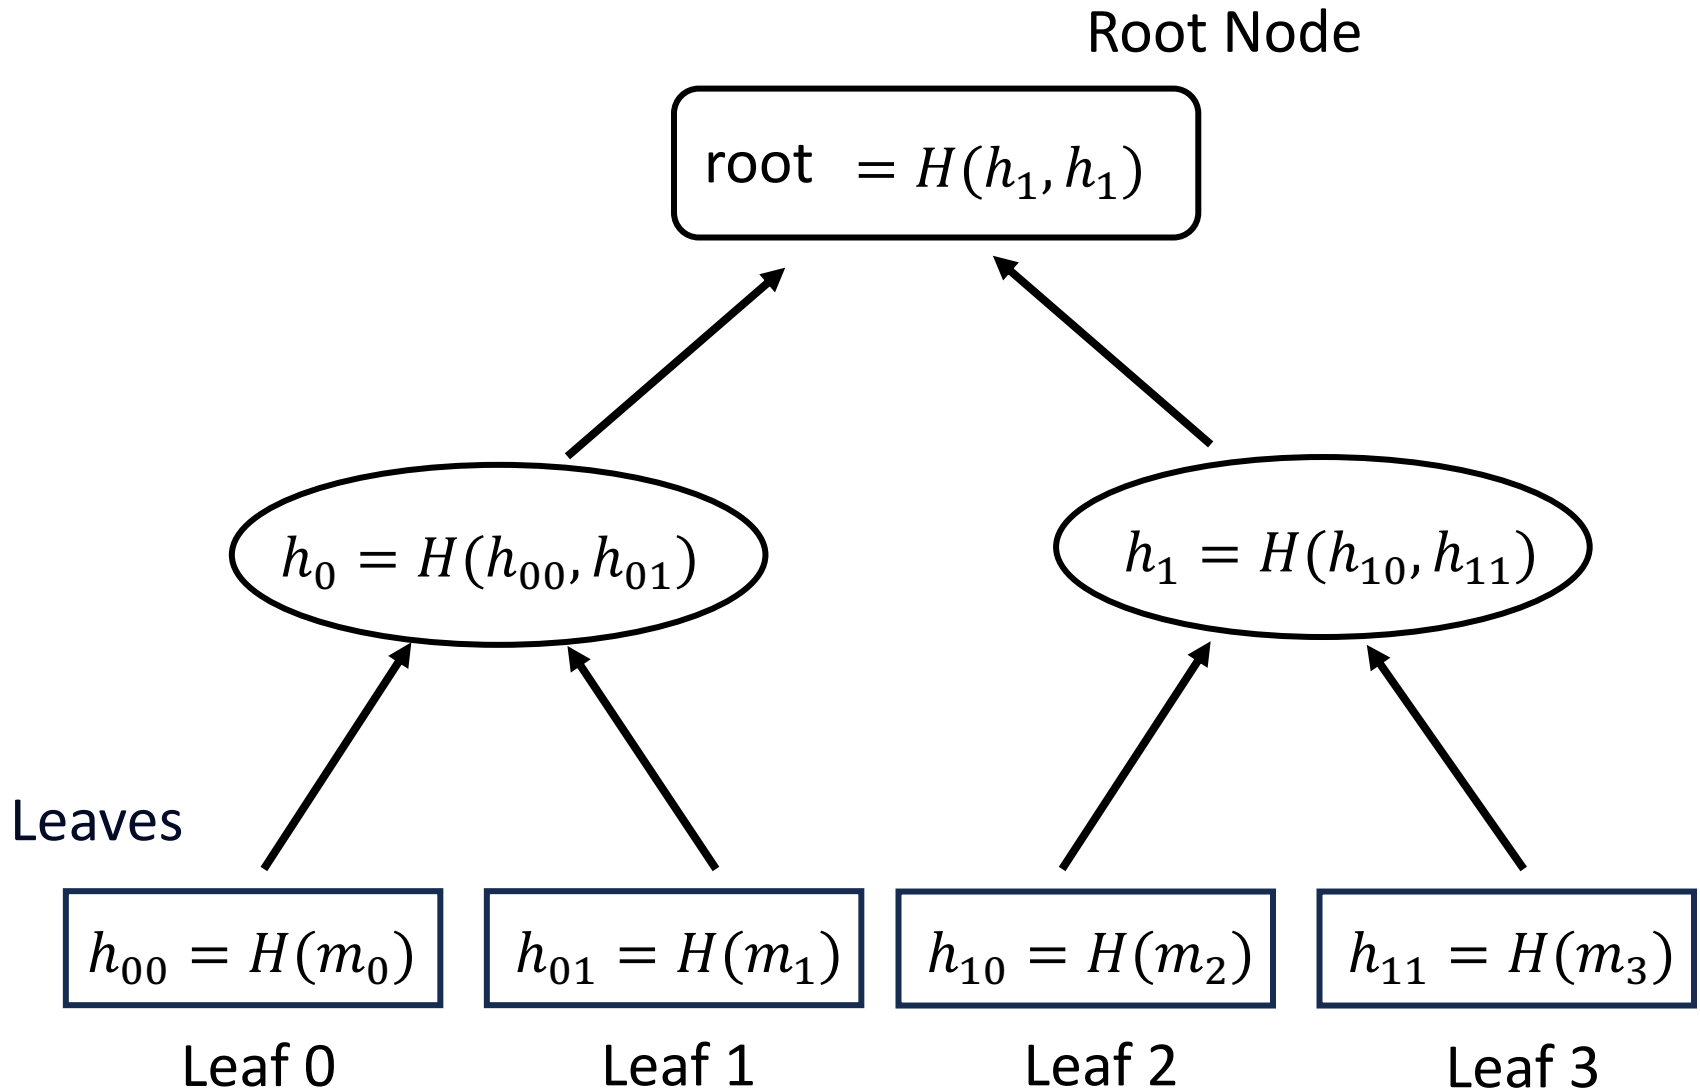 Root Node
root = H(h₁, h₁)
h₀ = H(h₀₀, h₀₁)
h₁ = H(h₁₀, h₁₁)
Leaves
h₀₀ = H(m₀)
h₀₁ = H(m₁)
h₁₀ = H(m₂)
h₁₁ = H(m₃)
Leaf 0
Leaf 1
Leaf 2
Leaf 3